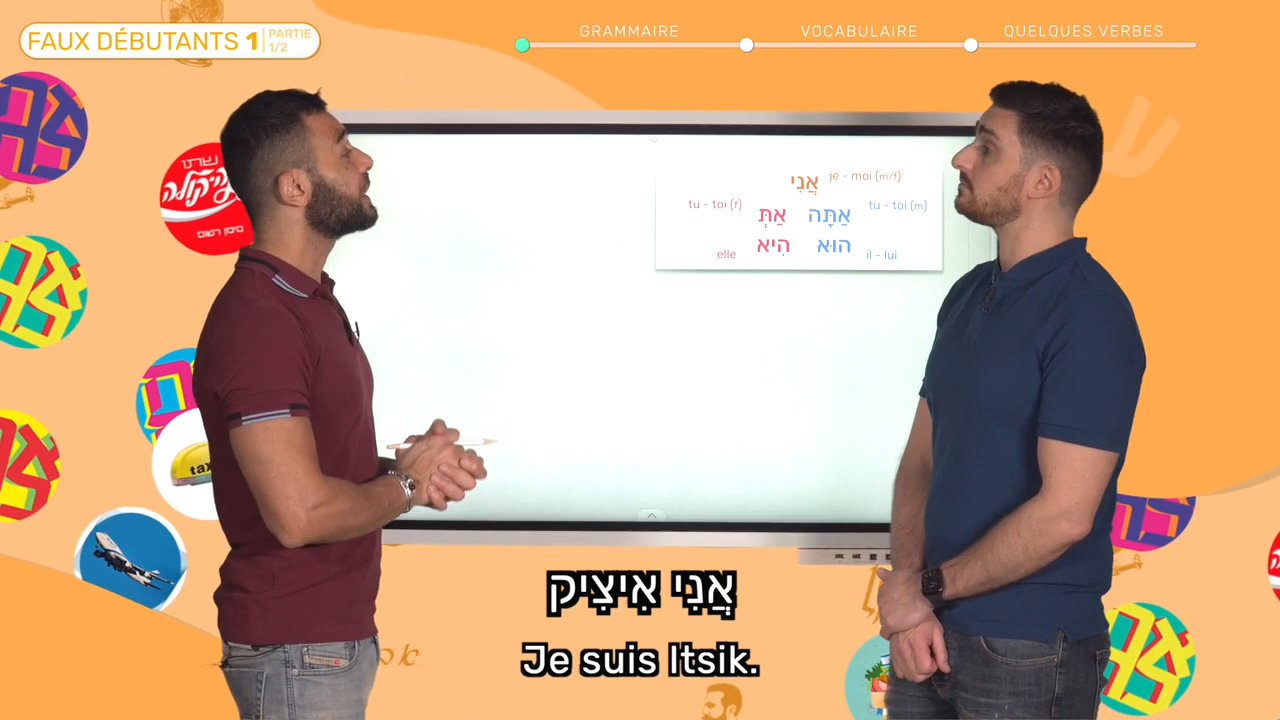 FAUX DÉBUTANTS 1 PARTIE 1/2
GRAMMAIRE VOCABULAIRE QUELQUES VERBES
אֲנִי je - moi (m/f)
tu - toi (f) אַתְּ אַתָּה tu - toi (m)
elle הִיא הוּא il - lui
tax
אֲנִי אִיצִיק
Je suis Itsik.